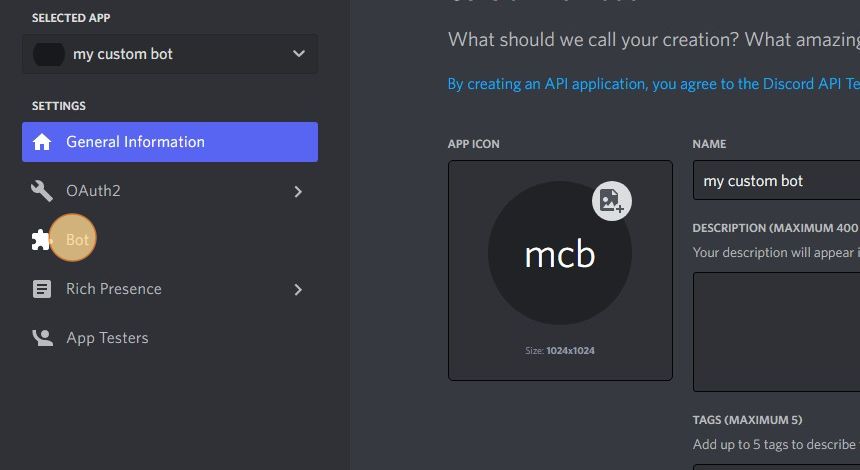 SELECTED APP
my custom bot
SETTINGS
General Information
OAuth2
Bot
Rich Presence
App Testers
What should we call your creation? What amazing
By creating an API application, you agree to the Discord API Te
APP ICON
mcb
Size: 1024x1024
NAME
my custom bot
DESCRIPTION (MAXIMUM 400
Your description will appear i
TAGS (MAXIMUM 5)
Add up to 5 tags to describe